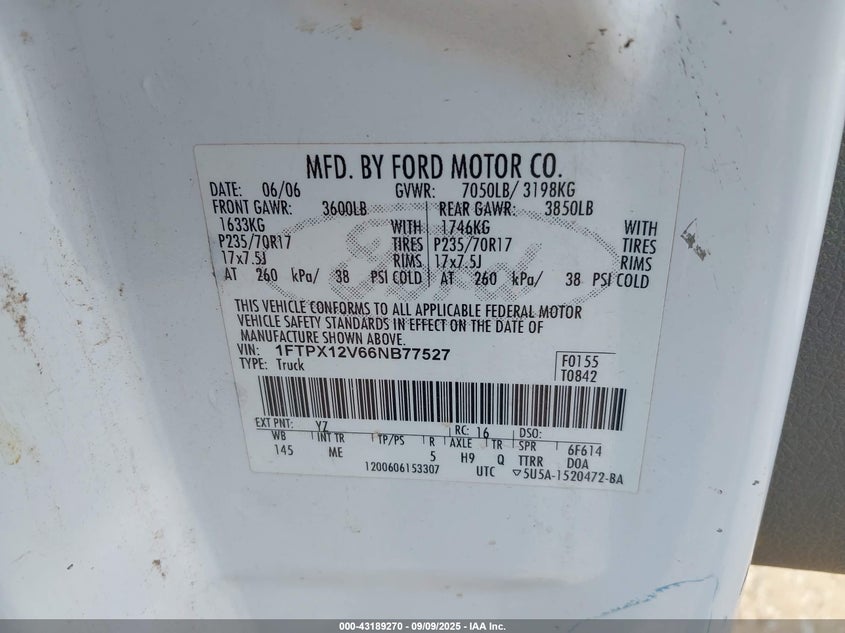 MFD. BY FORD MOTOR CO.
DATE: 06/06 GVWR: 7050LB/ 3198KG
FRONT GAWR: 3600LB REAR GAWR: 3850LB
1633KG WITH 1746KG WITH
P235/70R17 TIRES P235/70R17 TIRES
17x7.5J RIMS 17x7.5J RIMS
AT 260 kPa/ 38 PSI COLD AT 260 kPa/ 38 PSI COLD
Ford
THIS VEHICLE CONFORMS TO ALL APPLICABLE FEDERAL MOTOR
VEHICLE SAFETY STANDARDS IN EFFECT ON THE DATE OF
MANUFACTURE SHOWN ABOVE.
VIN: 1FTPX12V66NB77527
TYPE: Truck
F0155
T0842
EXT PNT: YZ RC: 16 DSO:
WB INT TR TP/PS R AXLE TR SPR 6F614
145 ME 5 H9 Q TTRR DOA
1200606153307 UTC ▽5U5A-1520472-BA
000-43189270 - 09/09/2025 - IAA Inc.